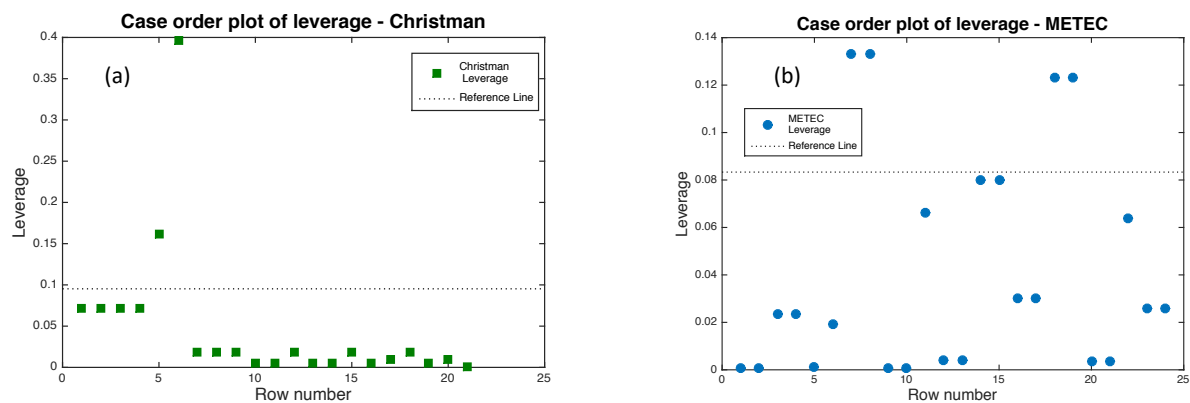 Case order plot of leverage - Christman
(a)
Christman
Leverage
Reference Line
0.4
0.35
0.3
0.25
0.2
0.15
0.1
0.05
0
Leverage
0 5 10 15 20 25
Row number
Case order plot of leverage - METEC
(b)
METEC
Leverage
Reference Line
0.14
0.12
0.1
0.08
0.06
0.04
0.02
0
Leverage
0 5 10 15 20 25
Row number